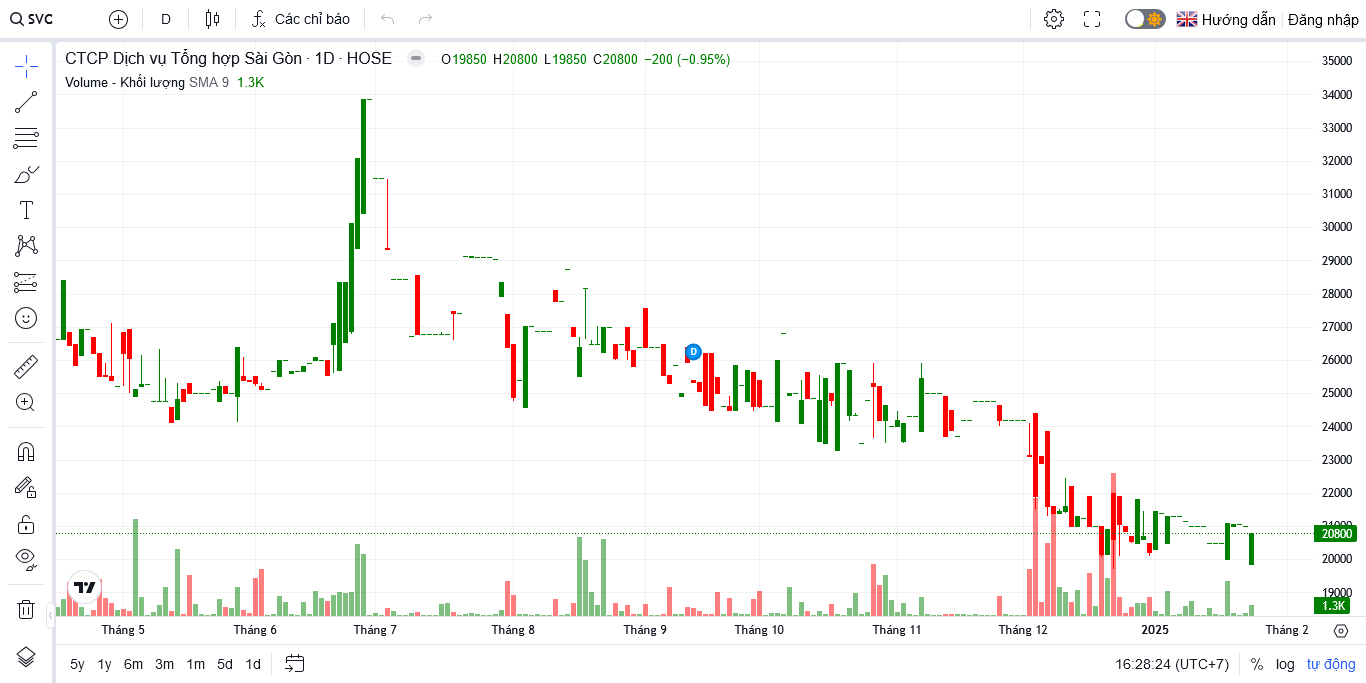 SVC D Các chỉ báo Hướng dẫn Đăng nhập
CTCP Dịch vụ Tổng hợp Sài Gòn · 1D · HOSE O19850 H20800 L19850 C20800 −200 (−0.95%)
Volume - Khối lượng SMA 9 1.3K
35000
34000
33000
32000
31000
30000
29000
28000
27000
D
26000
25000
24000
23000
22000
21000
20800
20000
19000
1.3K
Tháng 5 Tháng 6 Tháng 7 Tháng 8 Tháng 9 Tháng 10 Tháng 11 Tháng 12 2025 Tháng 2
5y 1y 6m 3m 1m 5d 1d 16:28:24 (UTC+7) % log tự động